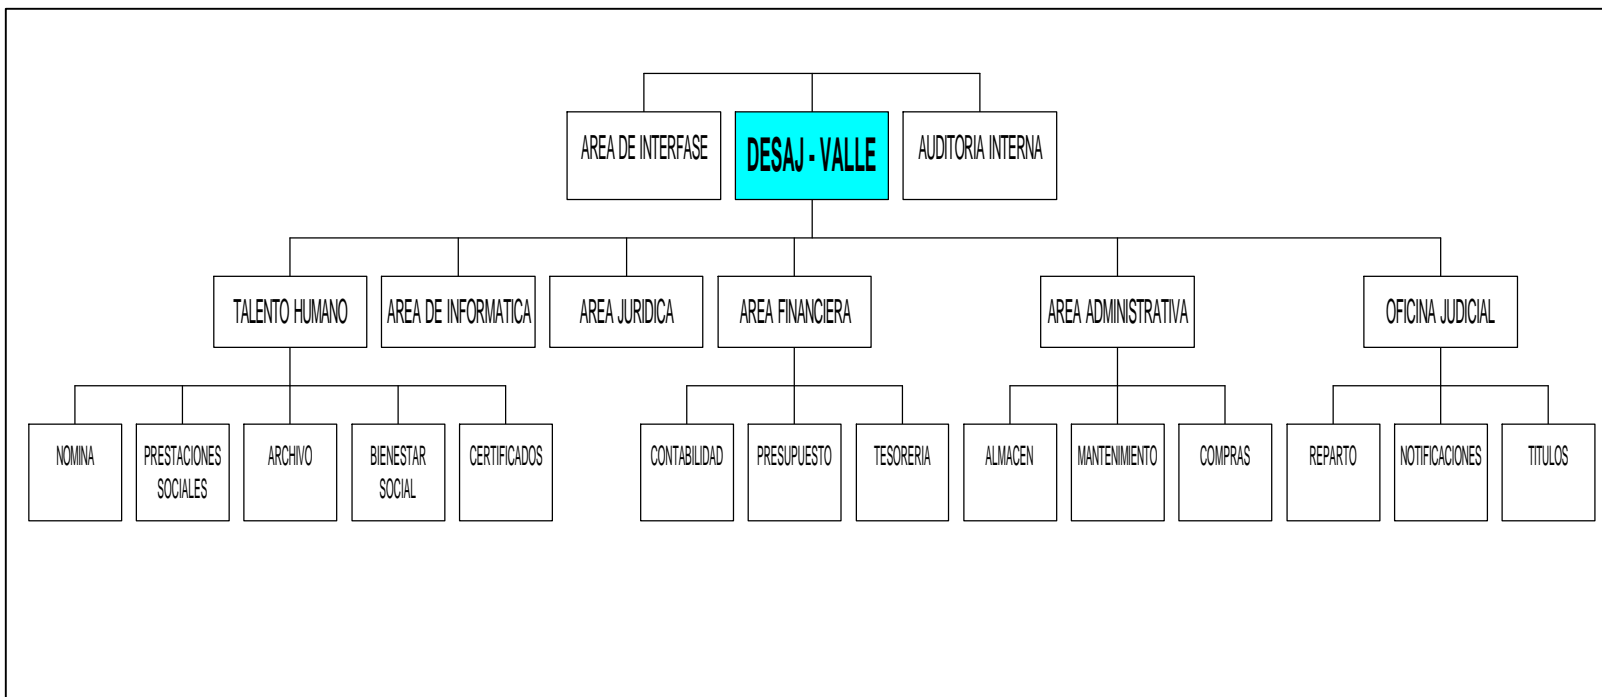 AREA DE INTERFASE
DESAJ - VALLE
AUDITORIA INTERNA
TALENTO HUMANO
AREA DE INFORMATICA
AREA JURIDICA
AREA FINANCIERA
AREA ADMINISTRATIVA
OFICINA JUDICIAL
NOMINA
PRESTACIONES
SOCIALES
ARCHIVO
BIENESTAR
SOCIAL
CERTIFICADOS
CONTABILIDAD
PRESUPUESTO
TESORERIA
ALMACEN
MANTENIMIENTO
COMPRAS
REPARTO
NOTIFICACIONES
TITULOS